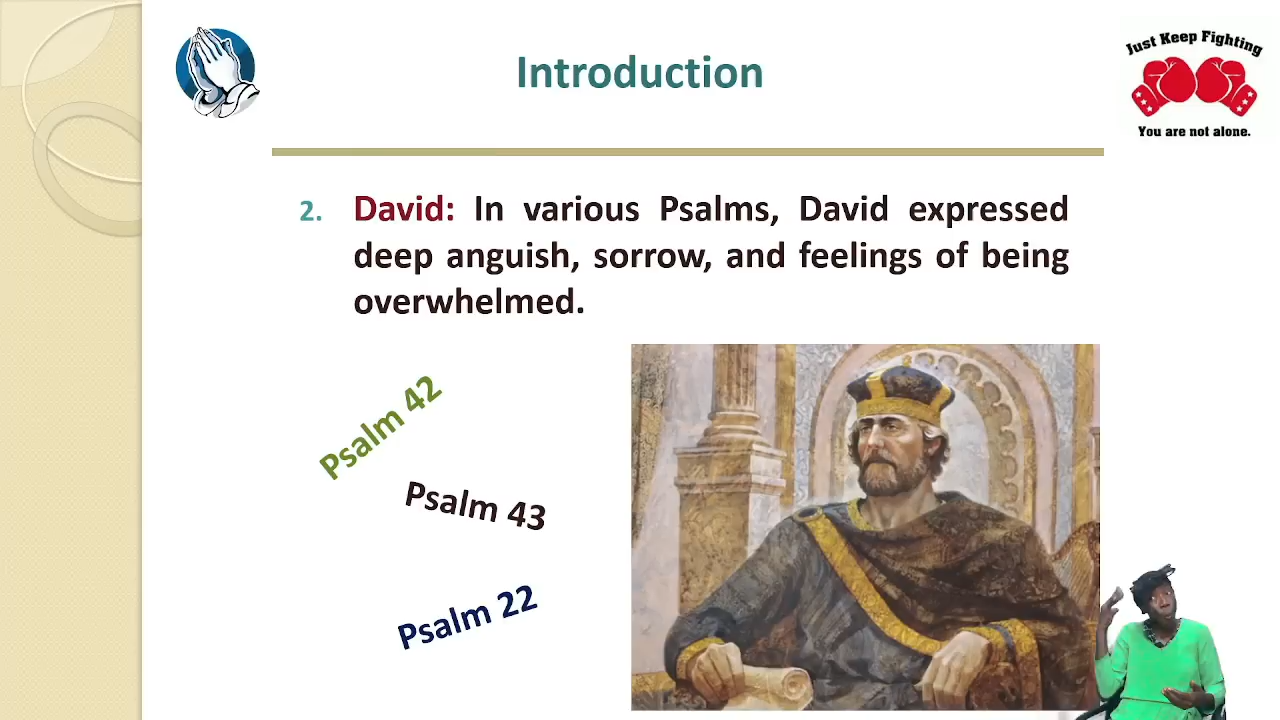 Introduction
Just Keep Fighting
You are not alone.
2. David: In various Psalms, David expressed
deep anguish, sorrow, and feelings of being
overwhelmed.
Psalm 42
Psalm 43
Psalm 22